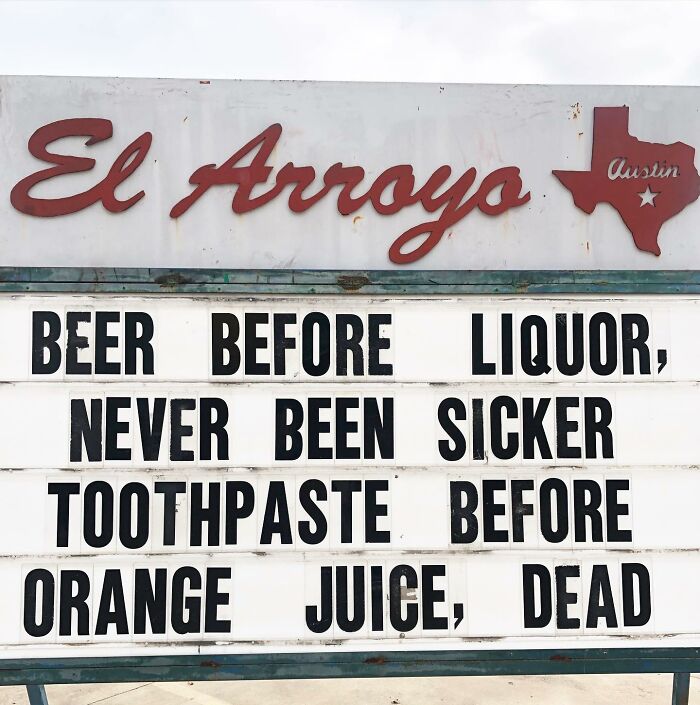 El Arroyo
Austin
BEER BEFORE LIQUOR,
NEVER BEEN SICKER
TOOTHPASTE BEFORE
ORANGE JUICE, DEAD